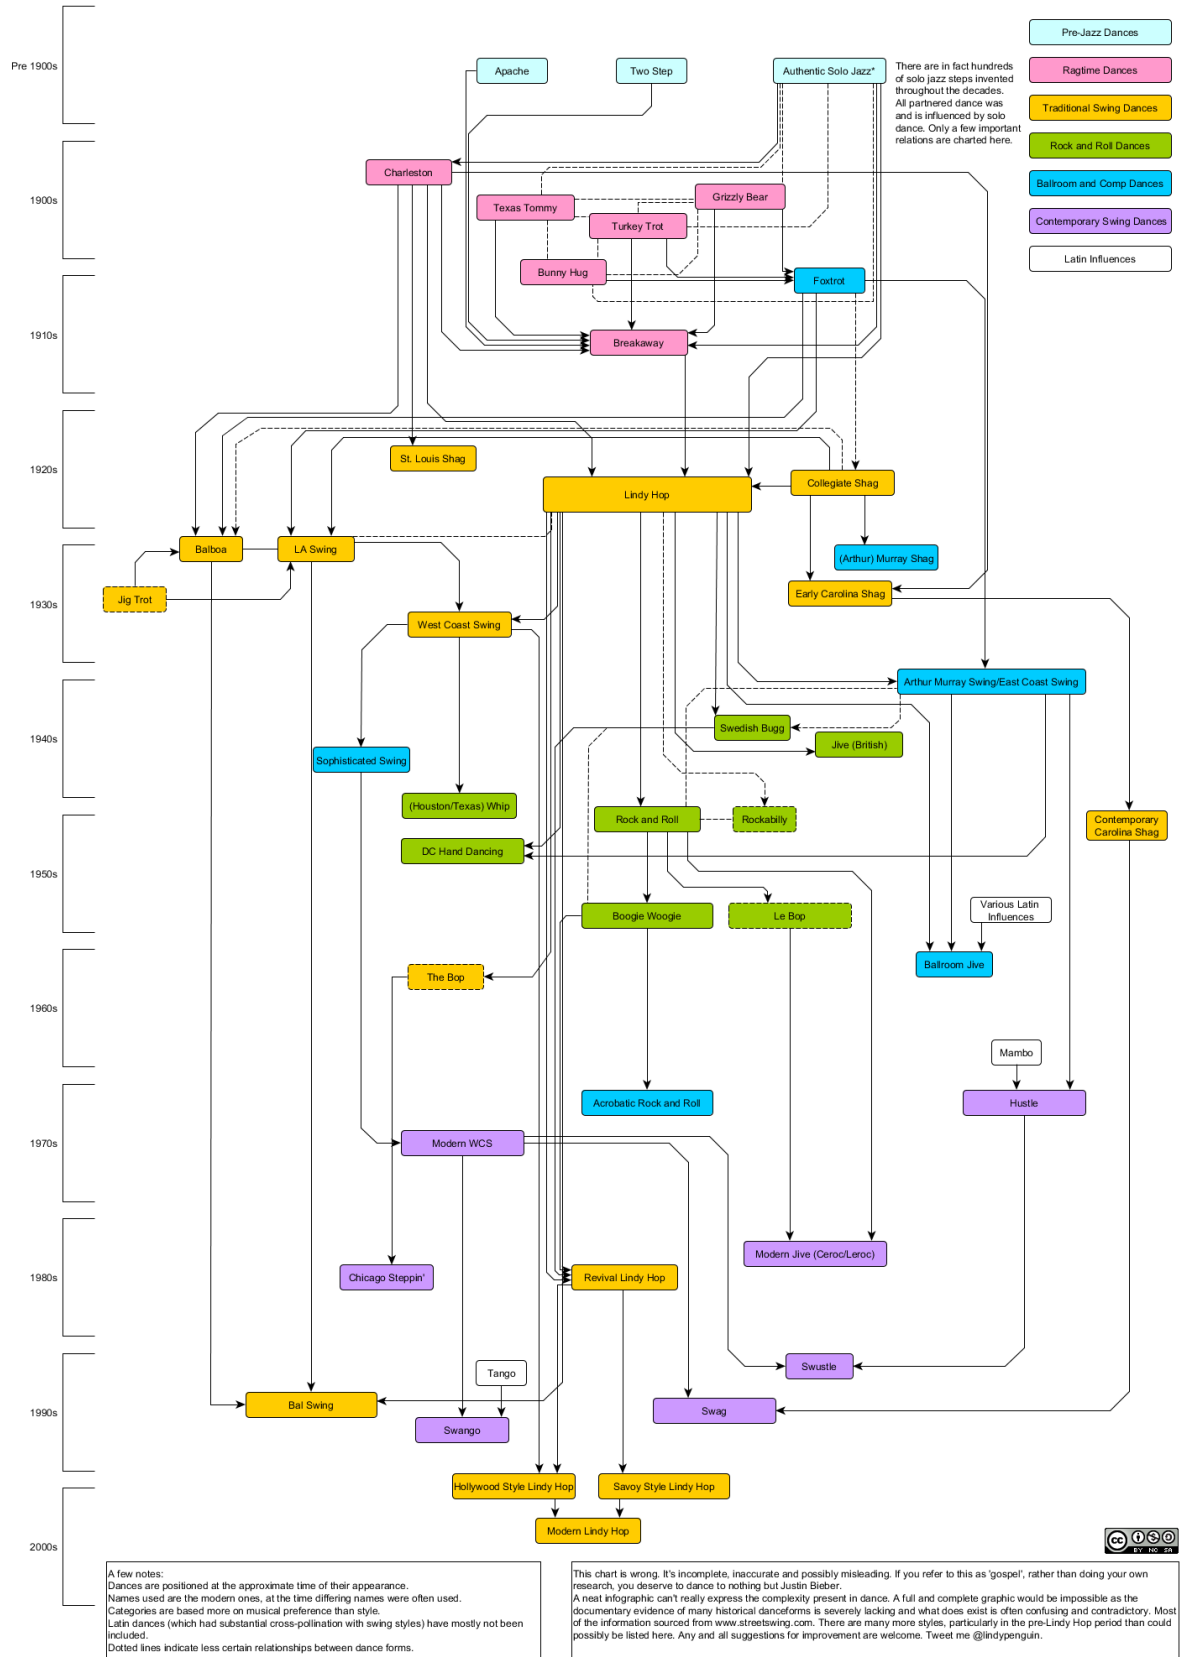 Pre-Jazz Dances
Pre 1900s
Apache
Two Step
Authentic Solo Jazz*
There are in fact hundreds
of solo jazz steps invented
throughout the decades.
All partnered dance was
and is influenced by solo
dance. Only a few important
relations are charted here.
Ragtime Dances
Traditional Swing Dances
Rock and Roll Dances
Ballroom and Comp Dances
Contemporary Swing Dances
Latin Influences
Charleston
1900s
Texas Tommy
Grizzly Bear
Turkey Trot
Bunny Hug
Foxtrot
1910s
Breakaway
St. Louis Shag
1920s
Collegiate Shag
Lindy Hop
Balboa
LA Swing
(Arthur) Murray Shag
Jig Trot
Early Carolina Shag
1930s
West Coast Swing
Arthur Murray Swing/East Coast Swing
Swedish Bugg
1940s
Jive (British)
Sophisticated Swing
(Houston/Texas) Whip
Rock and Roll
Rockabilly
Contemporary
Carolina Shag
DC Hand Dancing
1950s
Boogie Woogie
Le Bop
Various Latin
Influences
Ballroom Jive
The Bop
1960s
Mambo
Acrobatic Rock and Roll
Hustle
1970s
Modern WCS
Modern Jive (Ceroc/Leroc)
1980s
Chicago Steppin'
Revival Lindy Hop
Swustle
Tango
Bal Swing
1990s
Swag
Swango
Hollywood Style Lindy Hop
Savoy Style Lindy Hop
Modern Lindy Hop
2000s
cc
BY NC SA
A few notes:
Dances are positioned at the approximate time of their appearance.
Names used are the modern ones, at the time differing names were often used.
Categories are based more on musical preference than style.
Latin dances (which had substantial cross-pollination with swing styles) have mostly not been
included.
Dotted lines indicate less certain relationships between dance forms.
This chart is wrong. It's incomplete, inaccurate and possibly misleading. If you refer to this as 'gospel', rather than doing your own
research, you deserve to dance to nothing but Justin Bieber.
A neat infographic can't really express the complexity present in dance. A full and complete graphic would be impossible as the
documentary evidence of many historical danceforms is severely lacking and what does exist is often confusing and contradictory. Most
of the information sourced from www.streetswing.com. There are many more styles, particularly in the pre-Lindy Hop period than could
possibly be listed here. Any and all suggestions for improvement are welcome. Tweet me @lindypenguin.